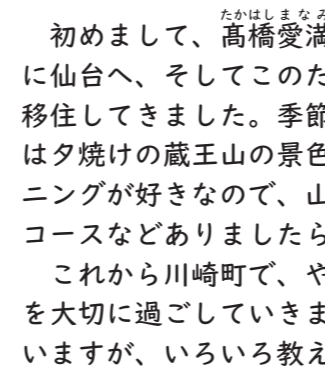 たかはしまなみ
初めまして、髙橋愛満
に仙台へ、そしてこのた
移住してきました。季節
は夕焼けの蔵王山の景色
ニングが好きなので、山
コースなどありましたら
これから川崎町で、や
を大切に過ごしていきま
いますが、いろいろ教え